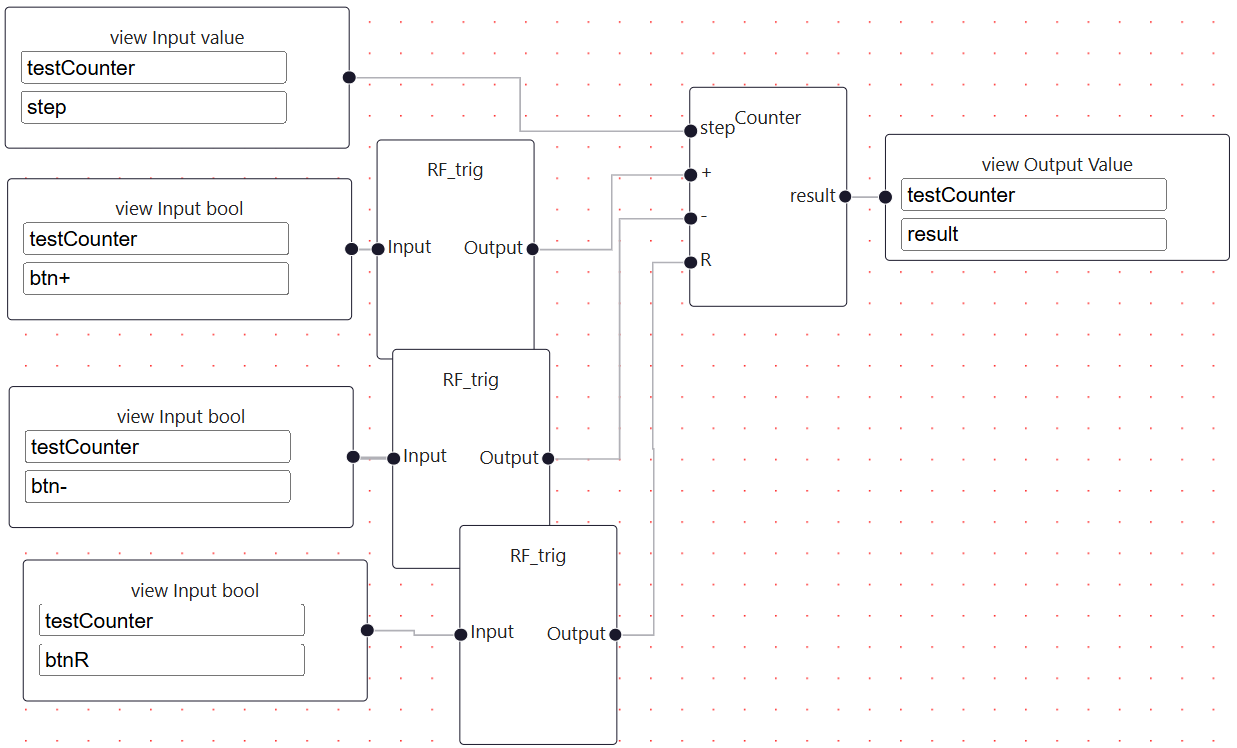 view Input value
testCounter
step
view Input bool
testCounter
btn+
RF_trig
Input Output
view Input bool
testCounter
btn-
RF_trig
Input Output
view Input bool
testCounter
btnR
RF_trig
Input Output
Counter
step
+
-
R
result
view Output Value
testCounter
result